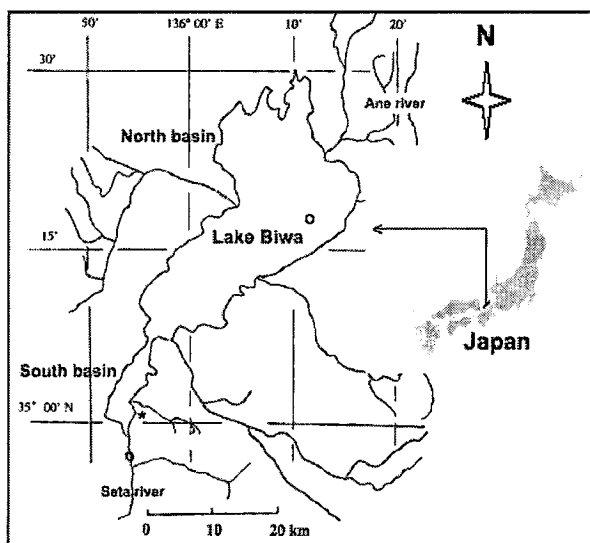 50'
136° 00' E
10'
20'
N
30'
Ane river
North basin
Lake Biwa
15'
Japan
South basin
35° 00' N
*
Seta river
0 10 20 km